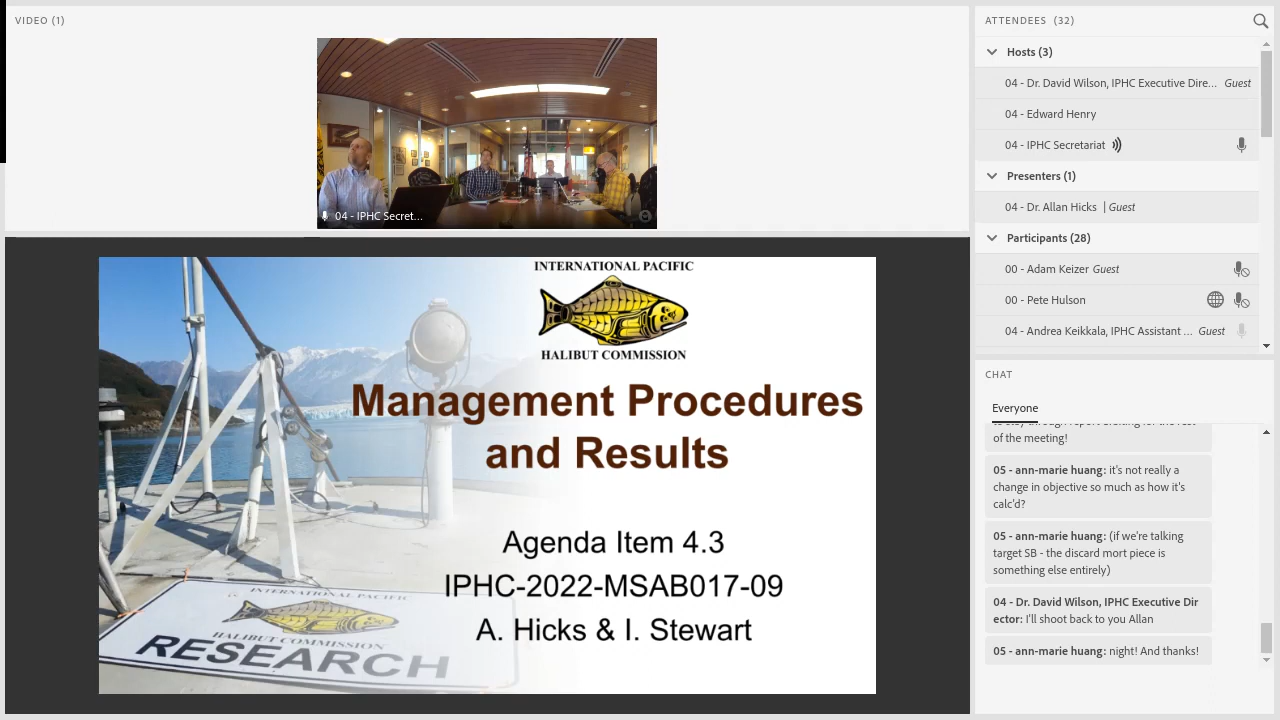 VIDEO (1)
04 - IPHC Secret...
INTERNATIONAL PACIFIC
HALIBUT COMMISSION
Management Procedures
and Results
Agenda Item 4.3
IPHC-2022-MSAB017-09
A. Hicks & I. Stewart
INTERNATIONAL PACIFIC
HALIBUT COMMISSION
RESEARCH
ATTENDEES (32)
Hosts (3)
04 - Dr. David Wilson, IPHC Executive Dire... Guest
04 - Edward Henry
04 - IPHC Secretariat
Presenters (1)
04 - Dr. Allan Hicks | Guest
Participants (28)
00 - Adam Keizer Guest
00 - Pete Hulson
IPHC Assistant ... Guest
CHAT
Everyone
of the meeting!
05 - ann-marie huang: it's not really a
change in objective so much as how it's
calc'd?
05 - ann-marie huang: (if we're talking
target SB - the discard mort piece is
something else entirely)
04 - Dr. David Wilson, IPHC Executive Dir
ector: I'll shoot back to you Allan
05 - ann-marie huang: night! And thanks!